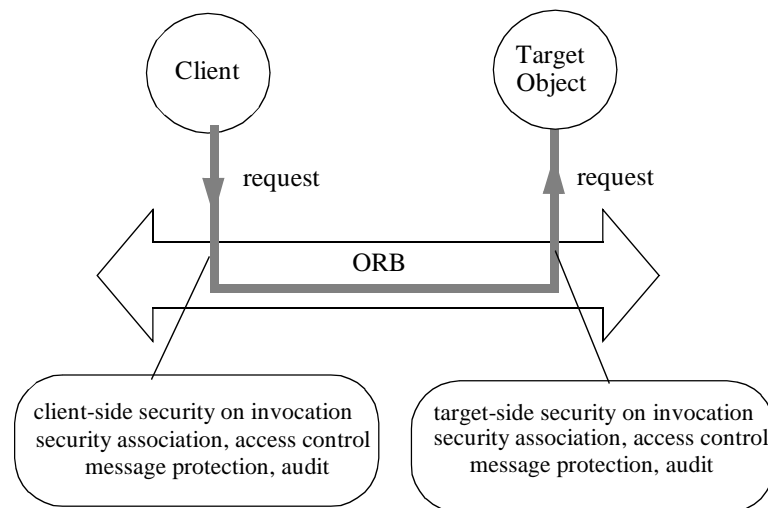 Client
Target
Object
request
request
ORB
client-side security on invocation
security association, access control
message protection, audit
target-side security on invocation
security association, access control
message protection, audit